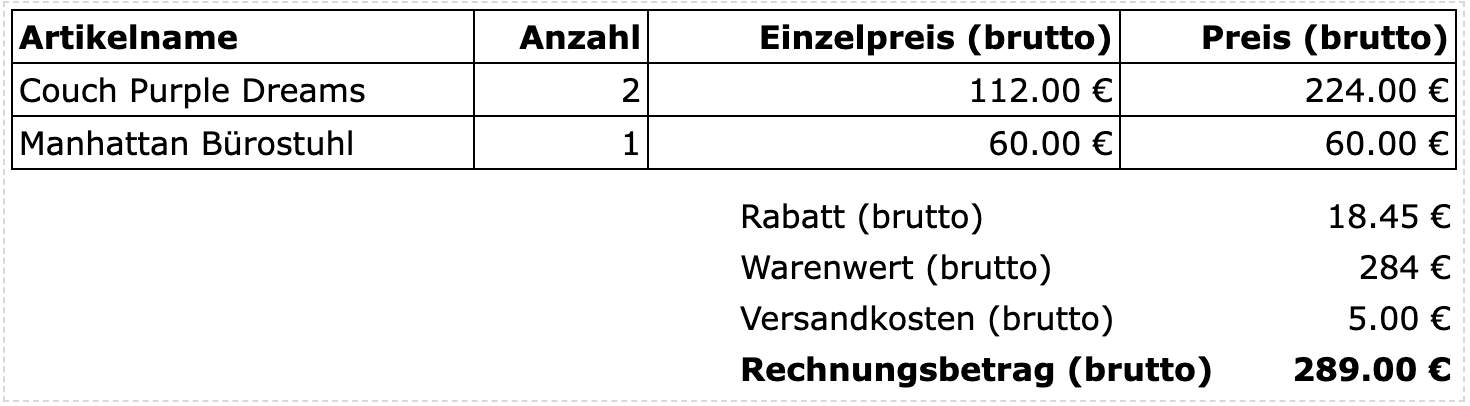 Artikelname Anzahl Einzelpreis (brutto) Preis (brutto)
Couch Purple Dreams 2 112.00 € 224.00 €
Manhattan Bürostuhl 1 60.00 € 60.00 €
Rabatt (brutto) 18.45 €
Warenwert (brutto) 284 €
Versandkosten (brutto) 5.00 €
Rechnungsbetrag (brutto) 289.00 €